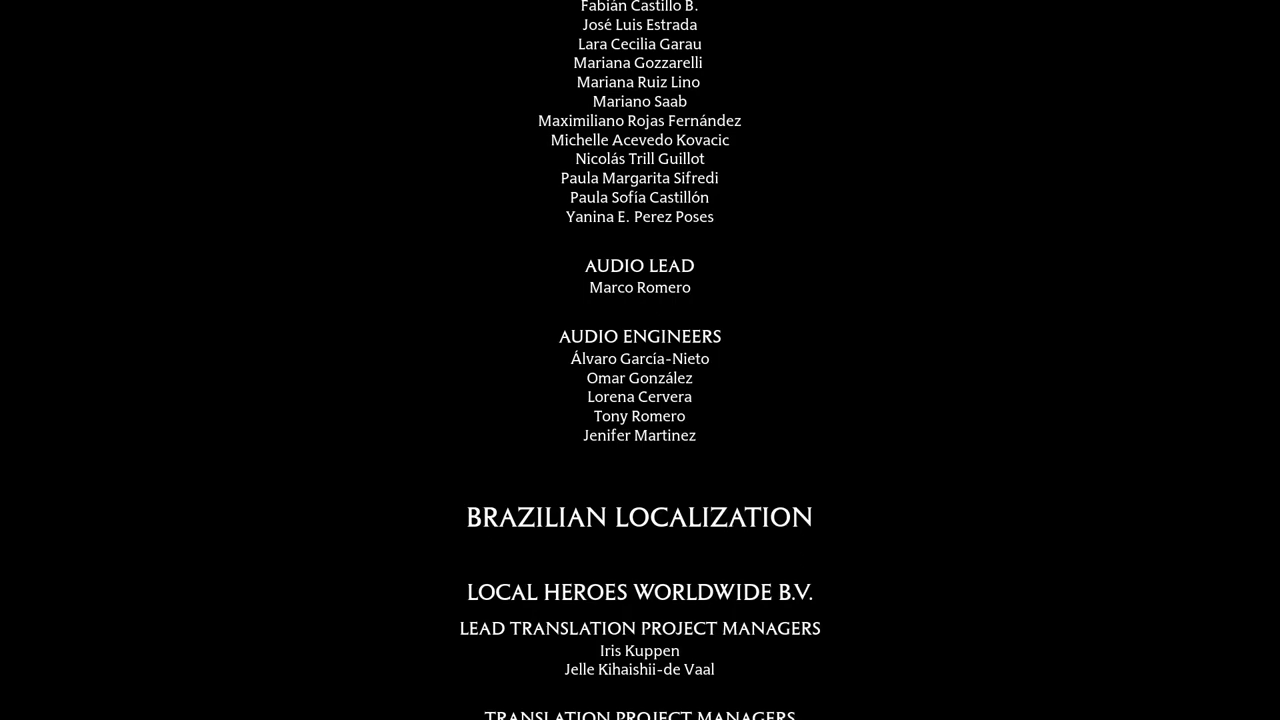 Fabián Castillo B.
José Luis Estrada
Lara Cecilia Garau
Mariana Gozzarelli
Mariana Ruiz Lino
Mariano Saab
Maximiliano Rojas Fernández
Michelle Acevedo Kovacic
Nicolás Trill Guillot
Paula Margarita Sifredi
Paula Sofía Castillón
Yanina E. Perez Poses
AUDIO LEAD
Marco Romero
AUDIO ENGINEERS
Álvaro García-Nieto
Omar González
Lorena Cervera
Tony Romero
Jenifer Martinez
BRAZILIAN LOCALIZATION
LOCAL HEROES WORLDWIDE B.V.
LEAD TRANSLATION PROJECT MANAGERS
Iris Kuppen
Jelle Kihaishii-de Vaal
TRANSLATION PROJECT MANAGERS